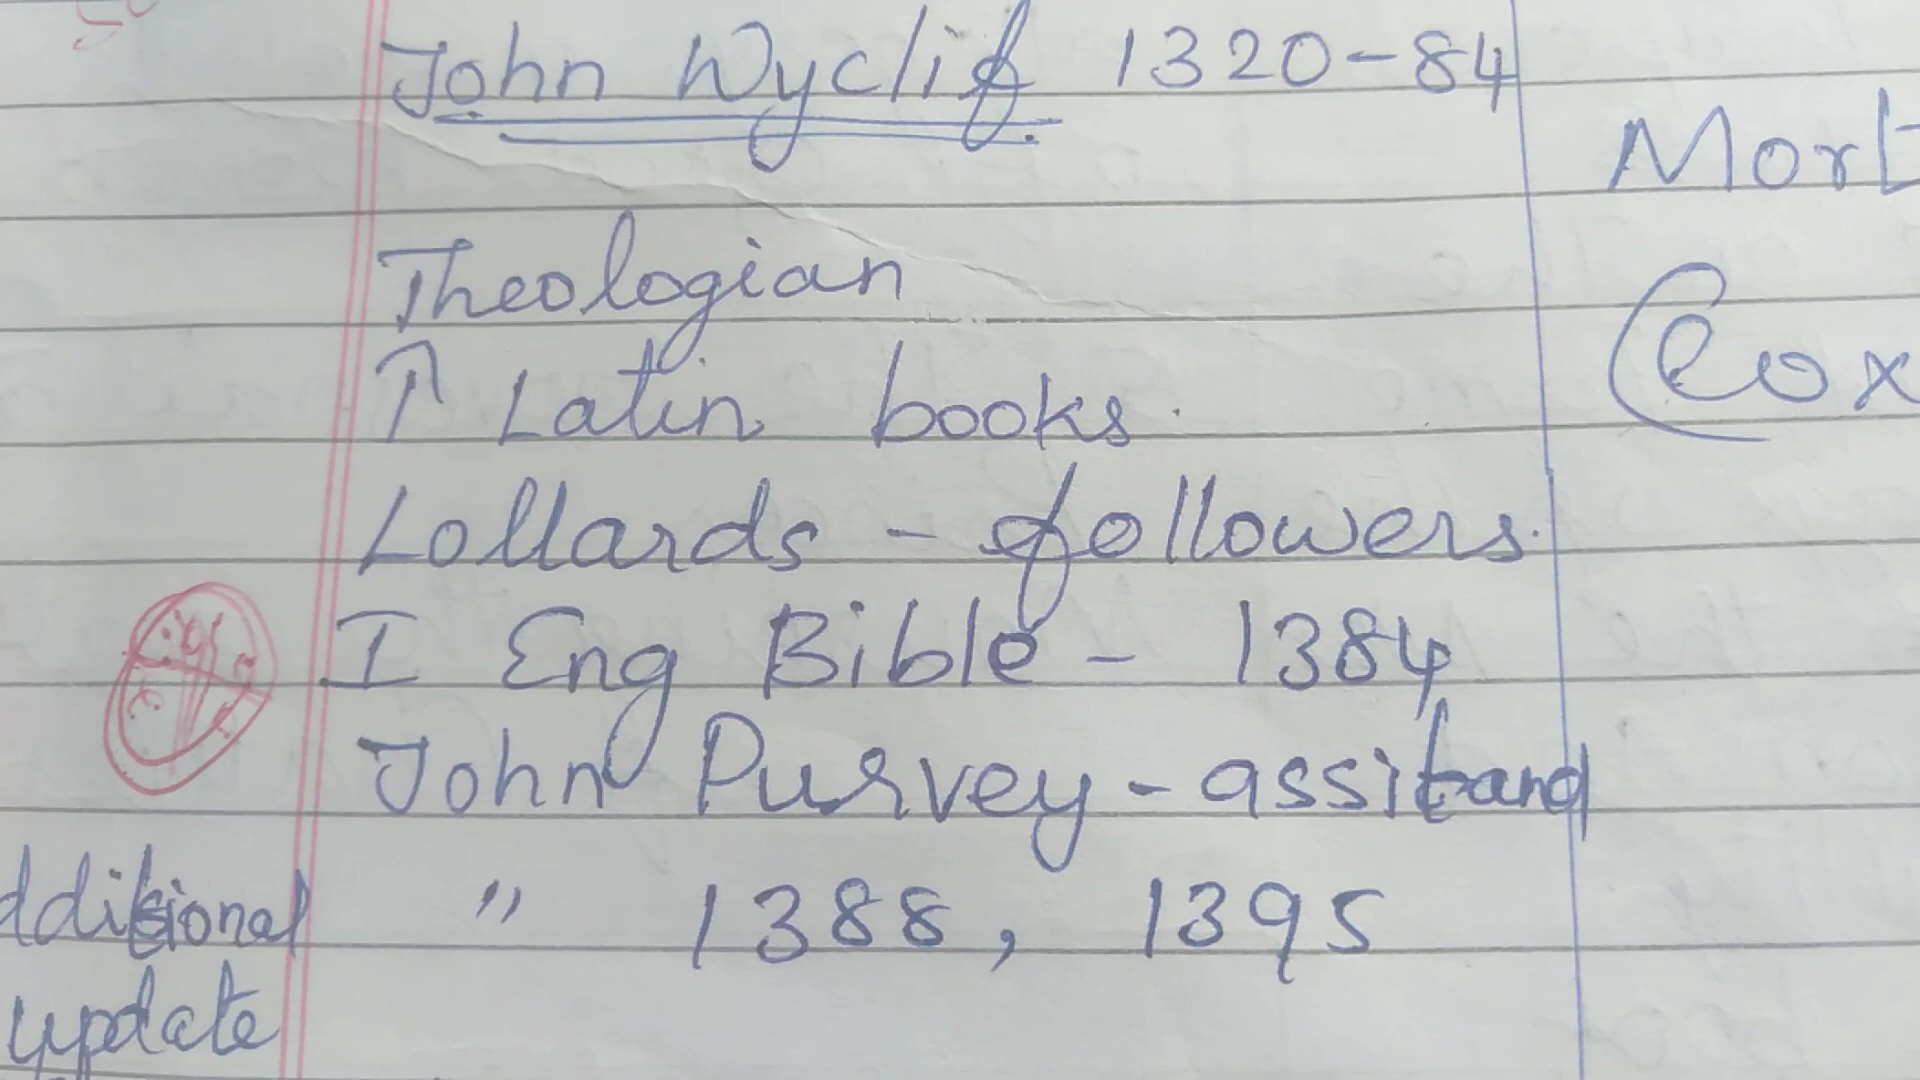 John Wyclif 1320-84
Theologian
↑ Latin books.
Lollards - followers.
I Eng Bible - 1384
John Purvey - assitand
dditional " 1388, 1395
update
Mort
Cox